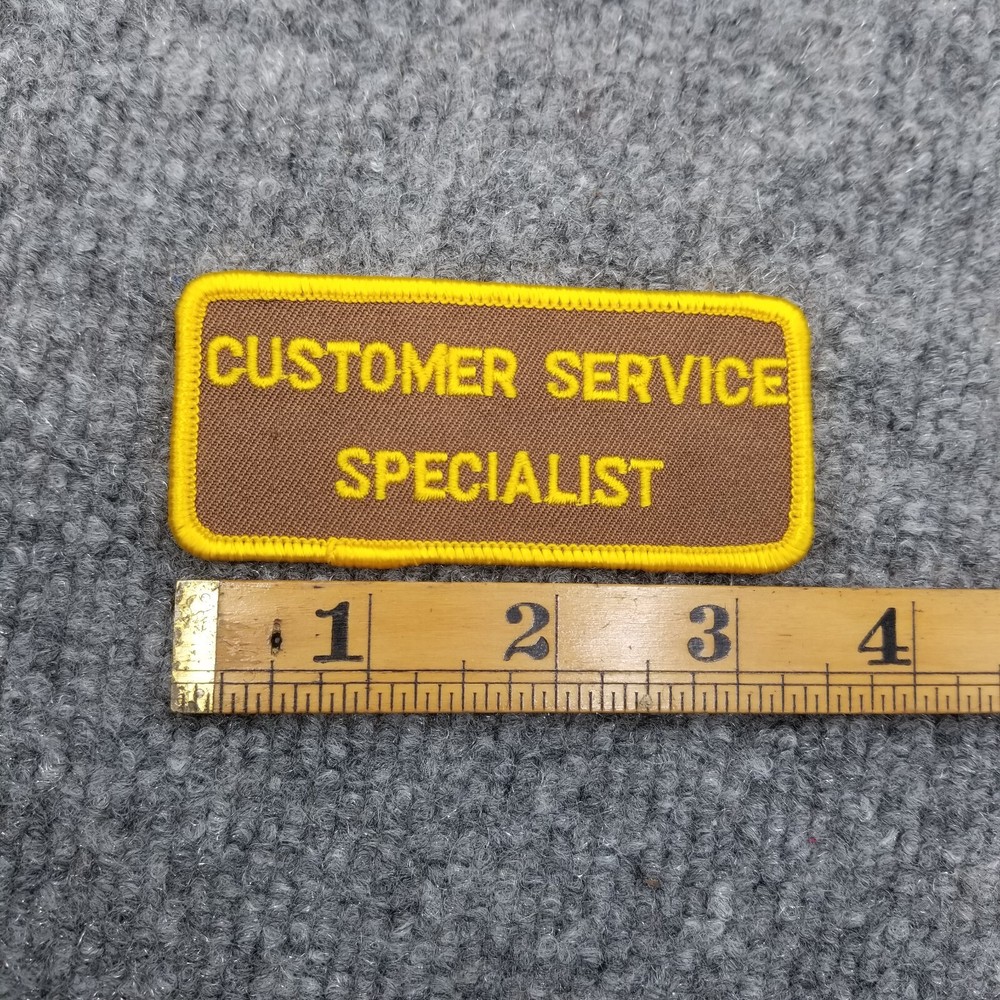 CUSTOMER SERVICE
SPECIALIST
1 2 3 4